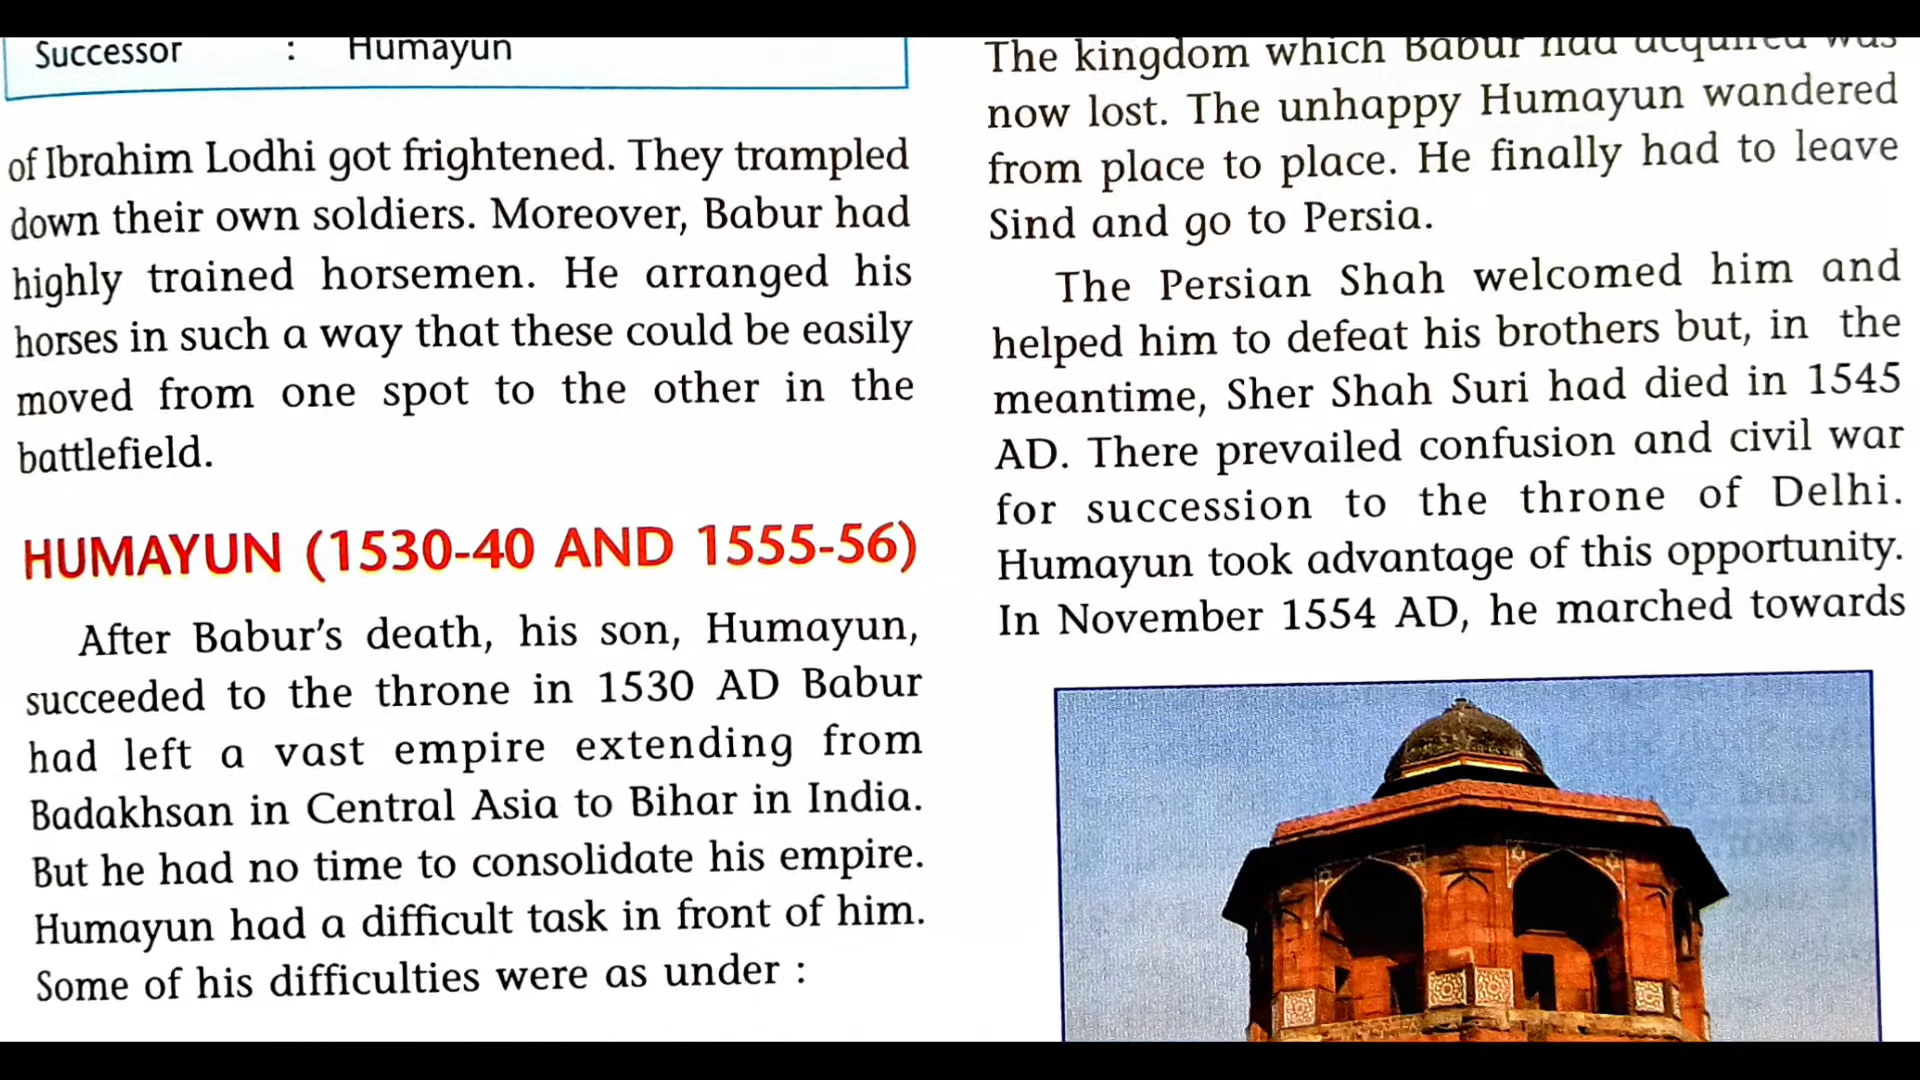 Successor : Humayun
of Ibrahim Lodhi got frightened. They trampled
down their own soldiers. Moreover, Babur had
highly trained horsemen. He arranged his
horses in such a way that these could be easily
moved from one spot to the other in the
battlefield.
HUMAYUN (1530-40 AND 1555-56)
After Babur's death, his son, Humayun,
succeeded to the throne in 1530 AD Babur
had left a vast empire extending from
Badakhsan in Central Asia to Bihar in India.
But he had no time to consolidate his empire.
Humayun had a difficult task in front of him.
Some of his difficulties were as under :
The kingdom which Babur had acquired was
now lost. The unhappy Humayun wandered
from place to place. He finally had to leave
Sind and go to Persia.
The Persian Shah welcomed him and
helped him to defeat his brothers but, in the
meantime, Sher Shah Suri had died in 1545
AD. There prevailed confusion and civil war
for succession to the throne of Delhi.
Humayun took advantage of this opportunity.
In November 1554 AD, he marched towards